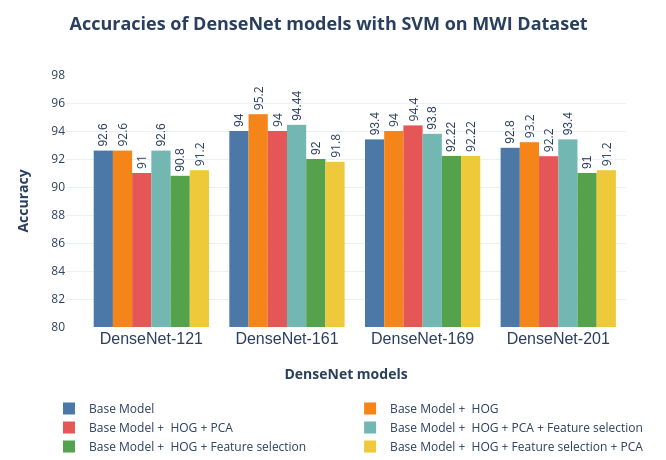 Accuracies of DenseNet models with SVM on MWI Dataset
98
96
94
92
90
88
86
84
82
80
Accuracy
92.6 92.6 91 92.6 90.8 91.2
94 95.2 94 94.44 92 91.8
93.4 94 94.4 93.8 92.22 92.22
92.8 93.2 92.2 93.4 91 91.2
DenseNet-121 DenseNet-161 DenseNet-169 DenseNet-201
DenseNet models
Base Model Base Model + HOG
Base Model + HOG + PCA Base Model + HOG + PCA + Feature selection
Base Model + HOG + Feature selection Base Model + HOG + Feature selection + PCA